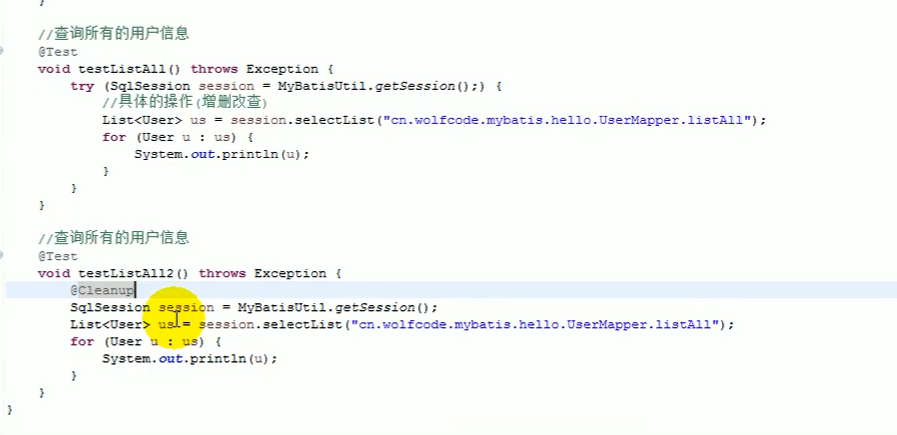 }
//查询所有的用户信息
@Test
void testListAll() throws Exception {
try (SqlSession session = MyBatisUtil.getSession();) {
//具体的操作(增删改查)
List<User> us = session.selectList("cn.wolfcode.mybatis.hello.UserMapper.listAll");
for (User u : us) {
System.out.println(u);
}
}
}
//查询所有的用户信息
@Test
void testListAll2() throws Exception {
@Cleanup
SqlSession session = MyBatisUtil.getSession();
List<User> us = session.selectList("cn.wolfcode.mybatis.hello.UserMapper.listAll");
for (User u : us) {
System.out.println(u);
}
}
}